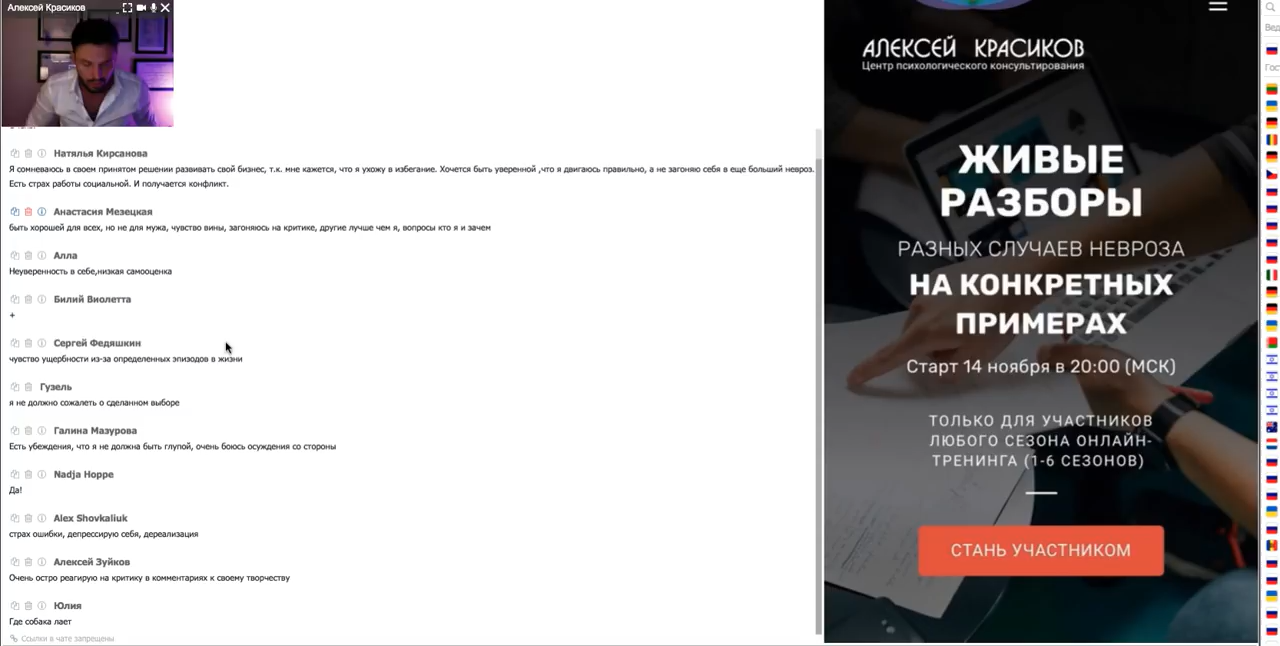 Алексей Красиков
Наталья Кирсанова
Я сомневаюсь в своем принятом решении развивать свой бизнес, т.к. мне кажется, что я ухожу в избегание. Хочется быть уверенной ,что я двигаюсь правильно, а не загоняю себя в еще больший невроз.
Есть страх работы социальной. И получается конфликт.
Анастасия Мезецкая
быть хорошей для всех, но не для мужа, чувство вины, загоняюсь на критике, другие лучше чем я, вопросы кто я и зачем
Алла
Неуверенность в себе,низкая самооценка
Билий Виолетта
+
Сергей Федяшкин
чувство ущербности из-за определенных эпизодов в жизни
Гузель
я не должно сожалеть о сделанном выборе
Галина Мазурова
Есть убеждения, что я не должна быть глупой, очень боюсь осуждения со стороны
Nadja Hoppe
Да!
Alex Shovkaliuk
страх ошибки, депрессирую себя, дереализация
Алексей Зуйков
Очень остро реагирую на критику в комментариях к своему творчеству
Юлия
Где собака лает
Ссылки в чате запрещены
АЛЕКСЕЙ КРАСИКОВ
Центр психологического консультирования
ЖИВЫЕ
РАЗБОРЫ
РАЗНЫХ СЛУЧАЕВ НЕВРОЗА
НА КОНКРЕТНЫХ
ПРИМЕРАХ
Старт 14 ноября в 20:00 (МСК)
ТОЛЬКО ДЛЯ УЧАСТНИКОВ
ЛЮБОГО СЕЗОНА ОНЛАЙН-
ТРЕНИНГА (1-6 СЕЗОНОВ)
СТАНЬ УЧАСТНИКОМ
Вед
Гос